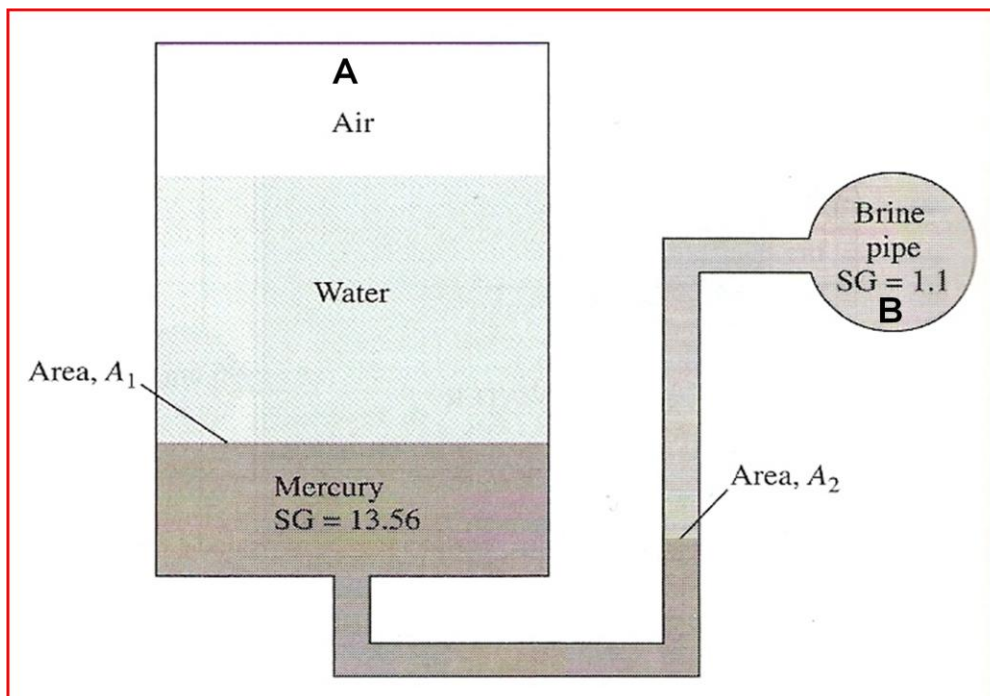 A
Air
Water
Brine
pipe
SG = 1.1
B
Area, A₁
Mercury
SG = 13.56
Area, A₂